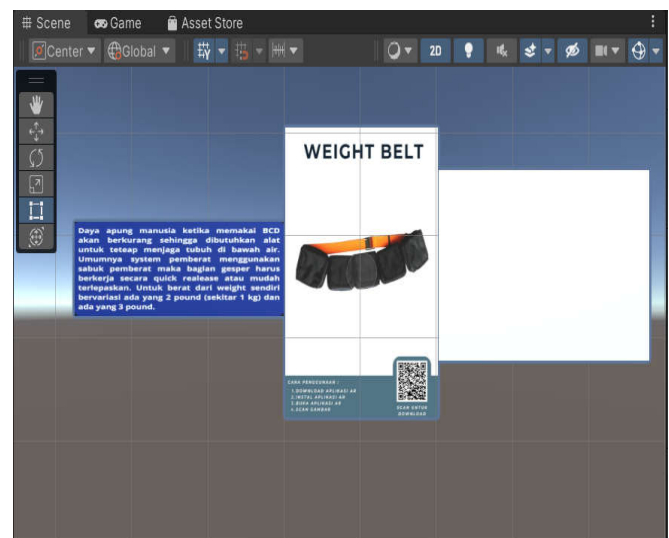 Scene Game Asset Store
Center Global 2D
WEIGHT BELT
Daya apung manusia ketika memakai BCD
akan berkurang sehingga dibutuhkan alat
untuk teteap menjaga tubuh di bawah air.
Umumnya system pemberat menggunakan
sabuk pemberat maka bagian gesper harus
berkerja secara quick realease atau mudah
terlepaskan. Untuk berat dari weight sendiri
bervariasi ada yang 2 pound (sekitar 1 kg) dan
ada yang 3 pound.
CARA PENGGUNAAN :
1.DOWNLOAD APLIKASI AR
2.INSTAL APLIKASI AR
3.BUKA APLIKASI AR
4.SCAN GAMBAR
SCAN UNTUK
DOWNLOAD